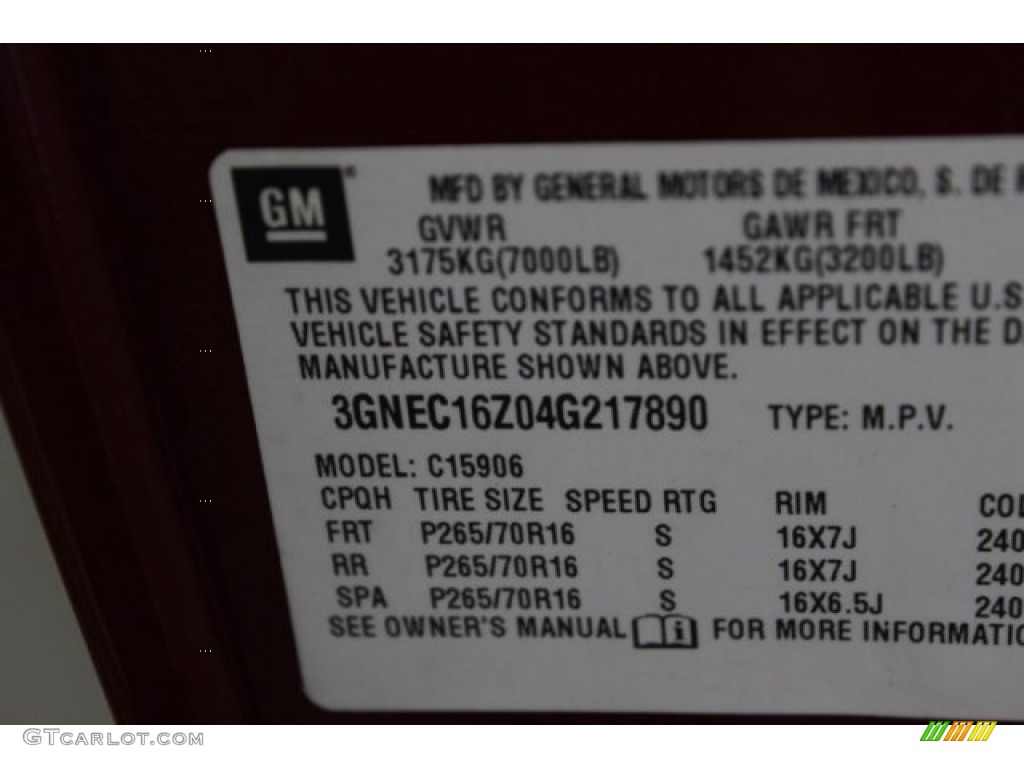 GM
MFD BY GENERAL MOTORS DE MEXICO, S. DE
GVWR GAWR FRT
3175KG(7000LB) 1452KG(3200LB)
THIS VEHICLE CONFORMS TO ALL APPLICABLE U.S
VEHICLE SAFETY STANDARDS IN EFFECT ON THE D
MANUFACTURE SHOWN ABOVE.
3GNEC16Z04G217890 TYPE: M.P.V.
MODEL: C15906
CPQH TIRE SIZE SPEED RTG RIM COL
FRT P265/70R16 S 16X7J 240
RR P265/70R16 S 16X7J 240
SPA P265/70R16 S 16X6.5J 240
SEE OWNER'S MANUAL i FOR MORE INFORMATIO
GTCARLOT.COM